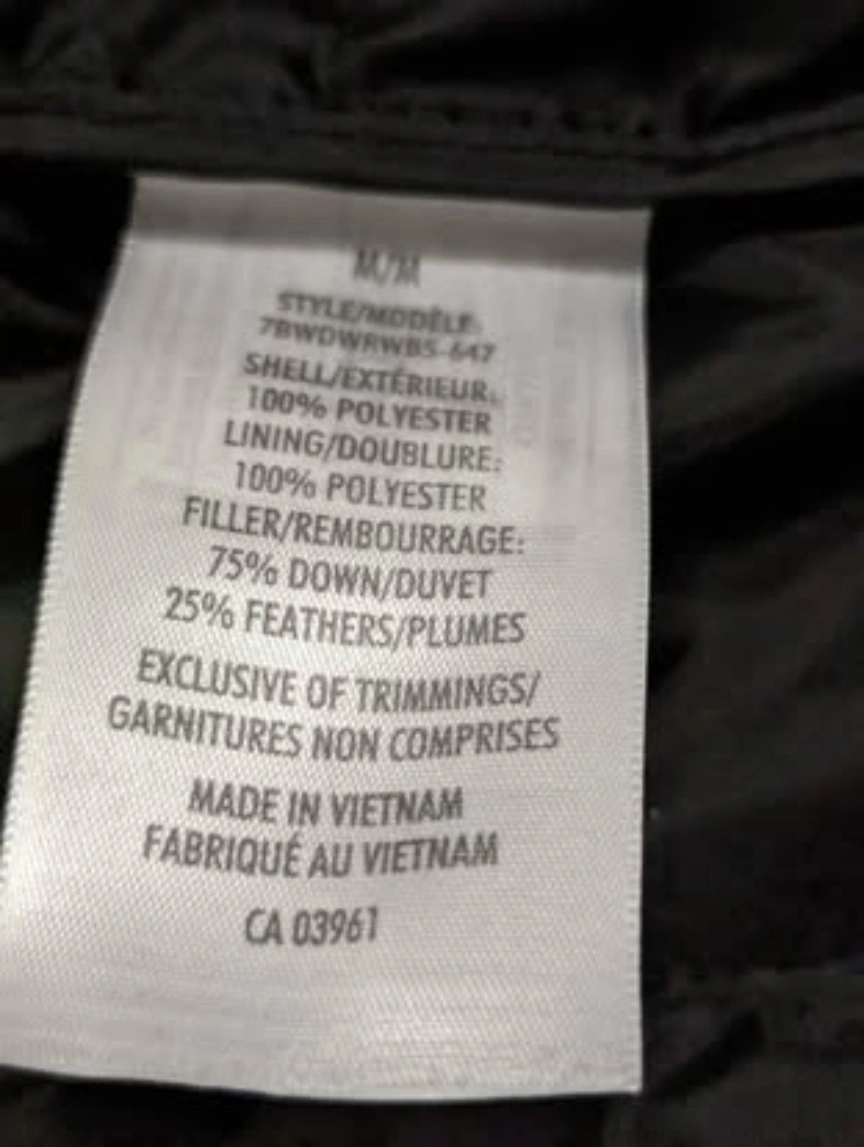 M/M
STYLE/MODÈLE:
7BWDWRWBS-647
SHELL/EXTÉRIEUR:
100% POLYESTER
LINING/DOUBLURE:
100% POLYESTER
FILLER/REMBOURRAGE:
75% DOWN/DUVET
25% FEATHERS/PLUMES
EXCLUSIVE OF TRIMMINGS/
GARNITURES NON COMPRISES
MADE IN VIETNAM
FABRIQUÉ AU VIETNAM
CA 03961